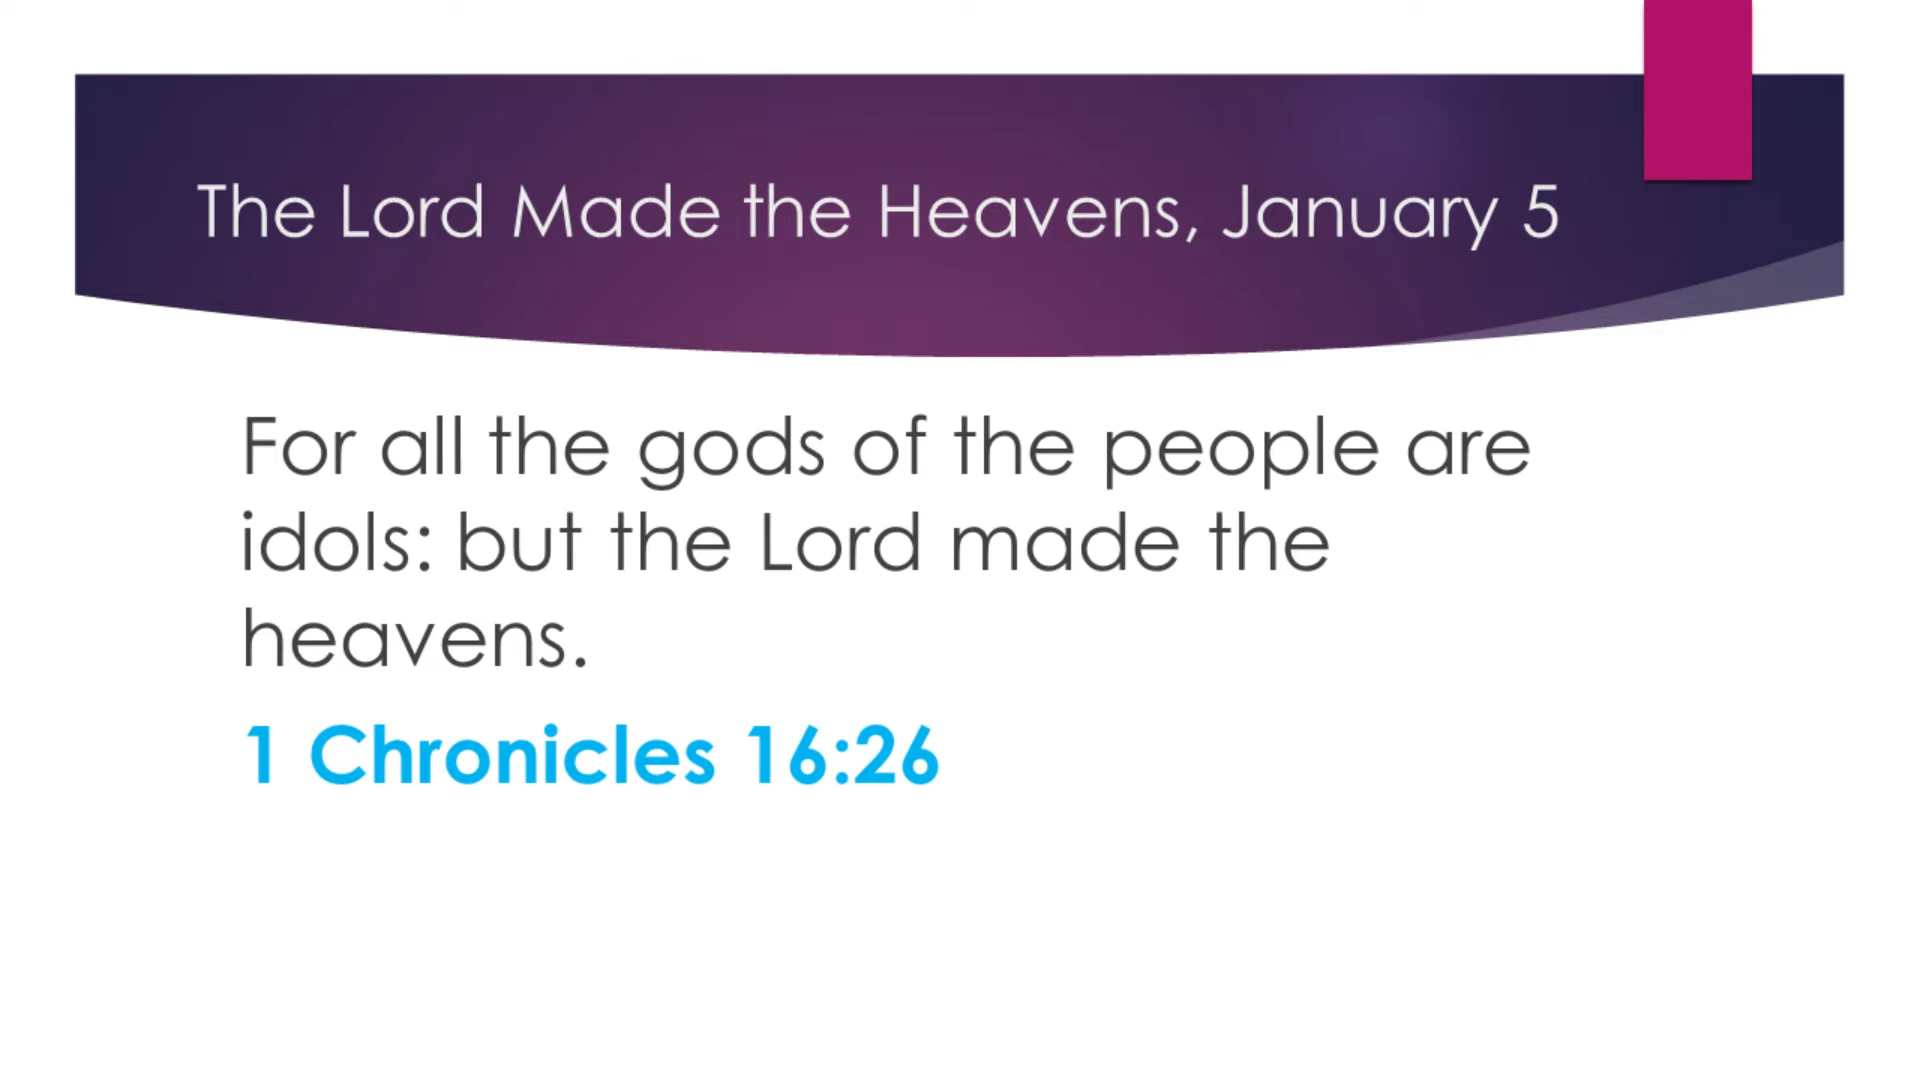 The Lord Made the Heavens, January 5
For all the gods of the people are
idols: but the Lord made the
heavens.
1 Chronicles 16:26